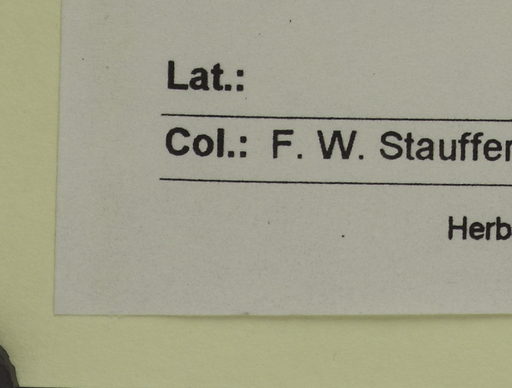 Lat.:
Col.: F. W. Stauffer
Herb